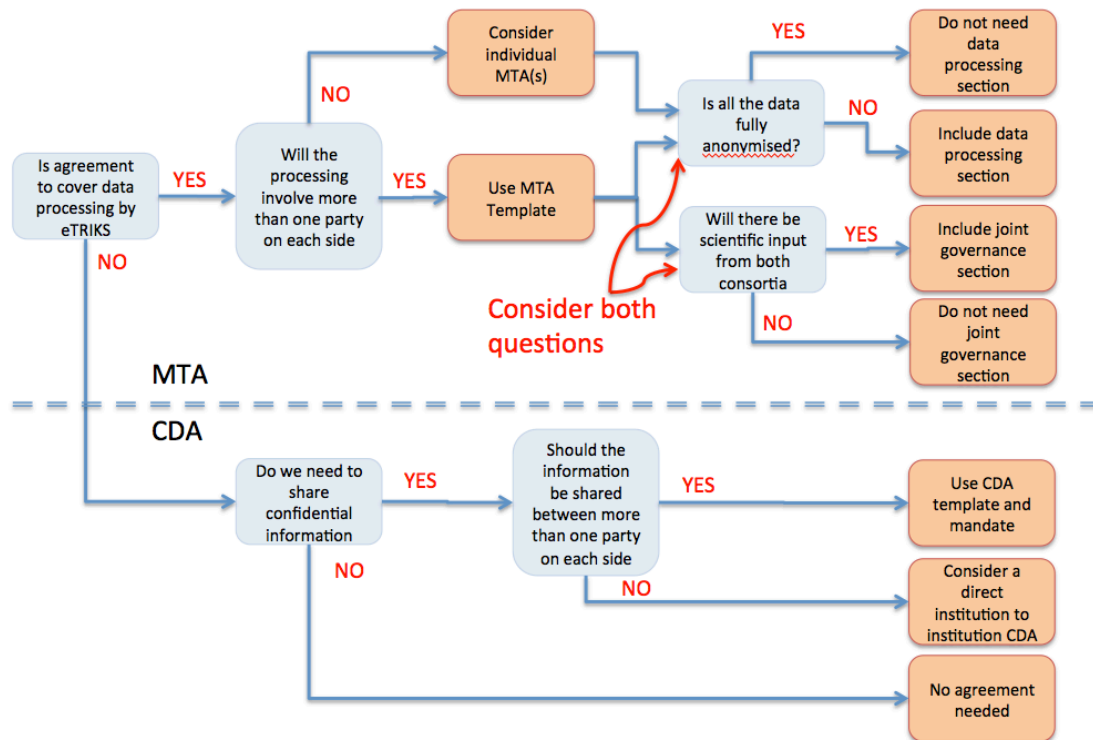 Consider
individual
MTA(s)
YES
Do not need
data
processing
section
NO
Is all the data
fully
anonymised?
NO
Include data
processing
section
Is agreement
to cover data
processing by
eTRIKS
YES
Will the
processing
involve more
than one party
on each side
YES
Use MTA
Template
Will there be
scientific input
from both
consortia
YES
Include joint
governance
section
NO
Consider both
questions
NO
Do not need
joint
governance
section
MTA
CDA
Do we need to
share
confidential
information
YES
Should the
information
be shared
between more
than one party
on each side
YES
Use CDA
template and
mandate
NO
NO
Consider a
direct
institution to
institution CDA
No agreement
needed